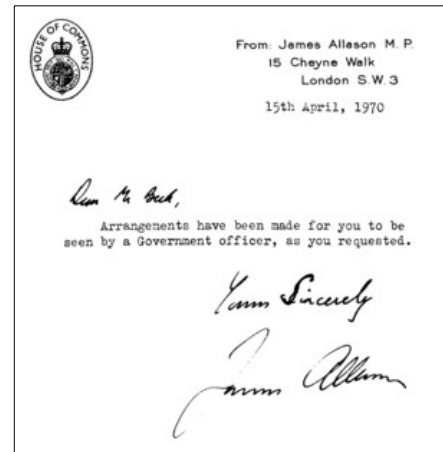 HOUSE OF COMMONS
From: James Allason M. P.
15 Cheyne Walk
London S.W. 3
15th April, 1970
Dear Mr Beck,
Arrangements have been made for you to be
seen by a Government officer, as you requested.
Yours Sincerely
James Allason